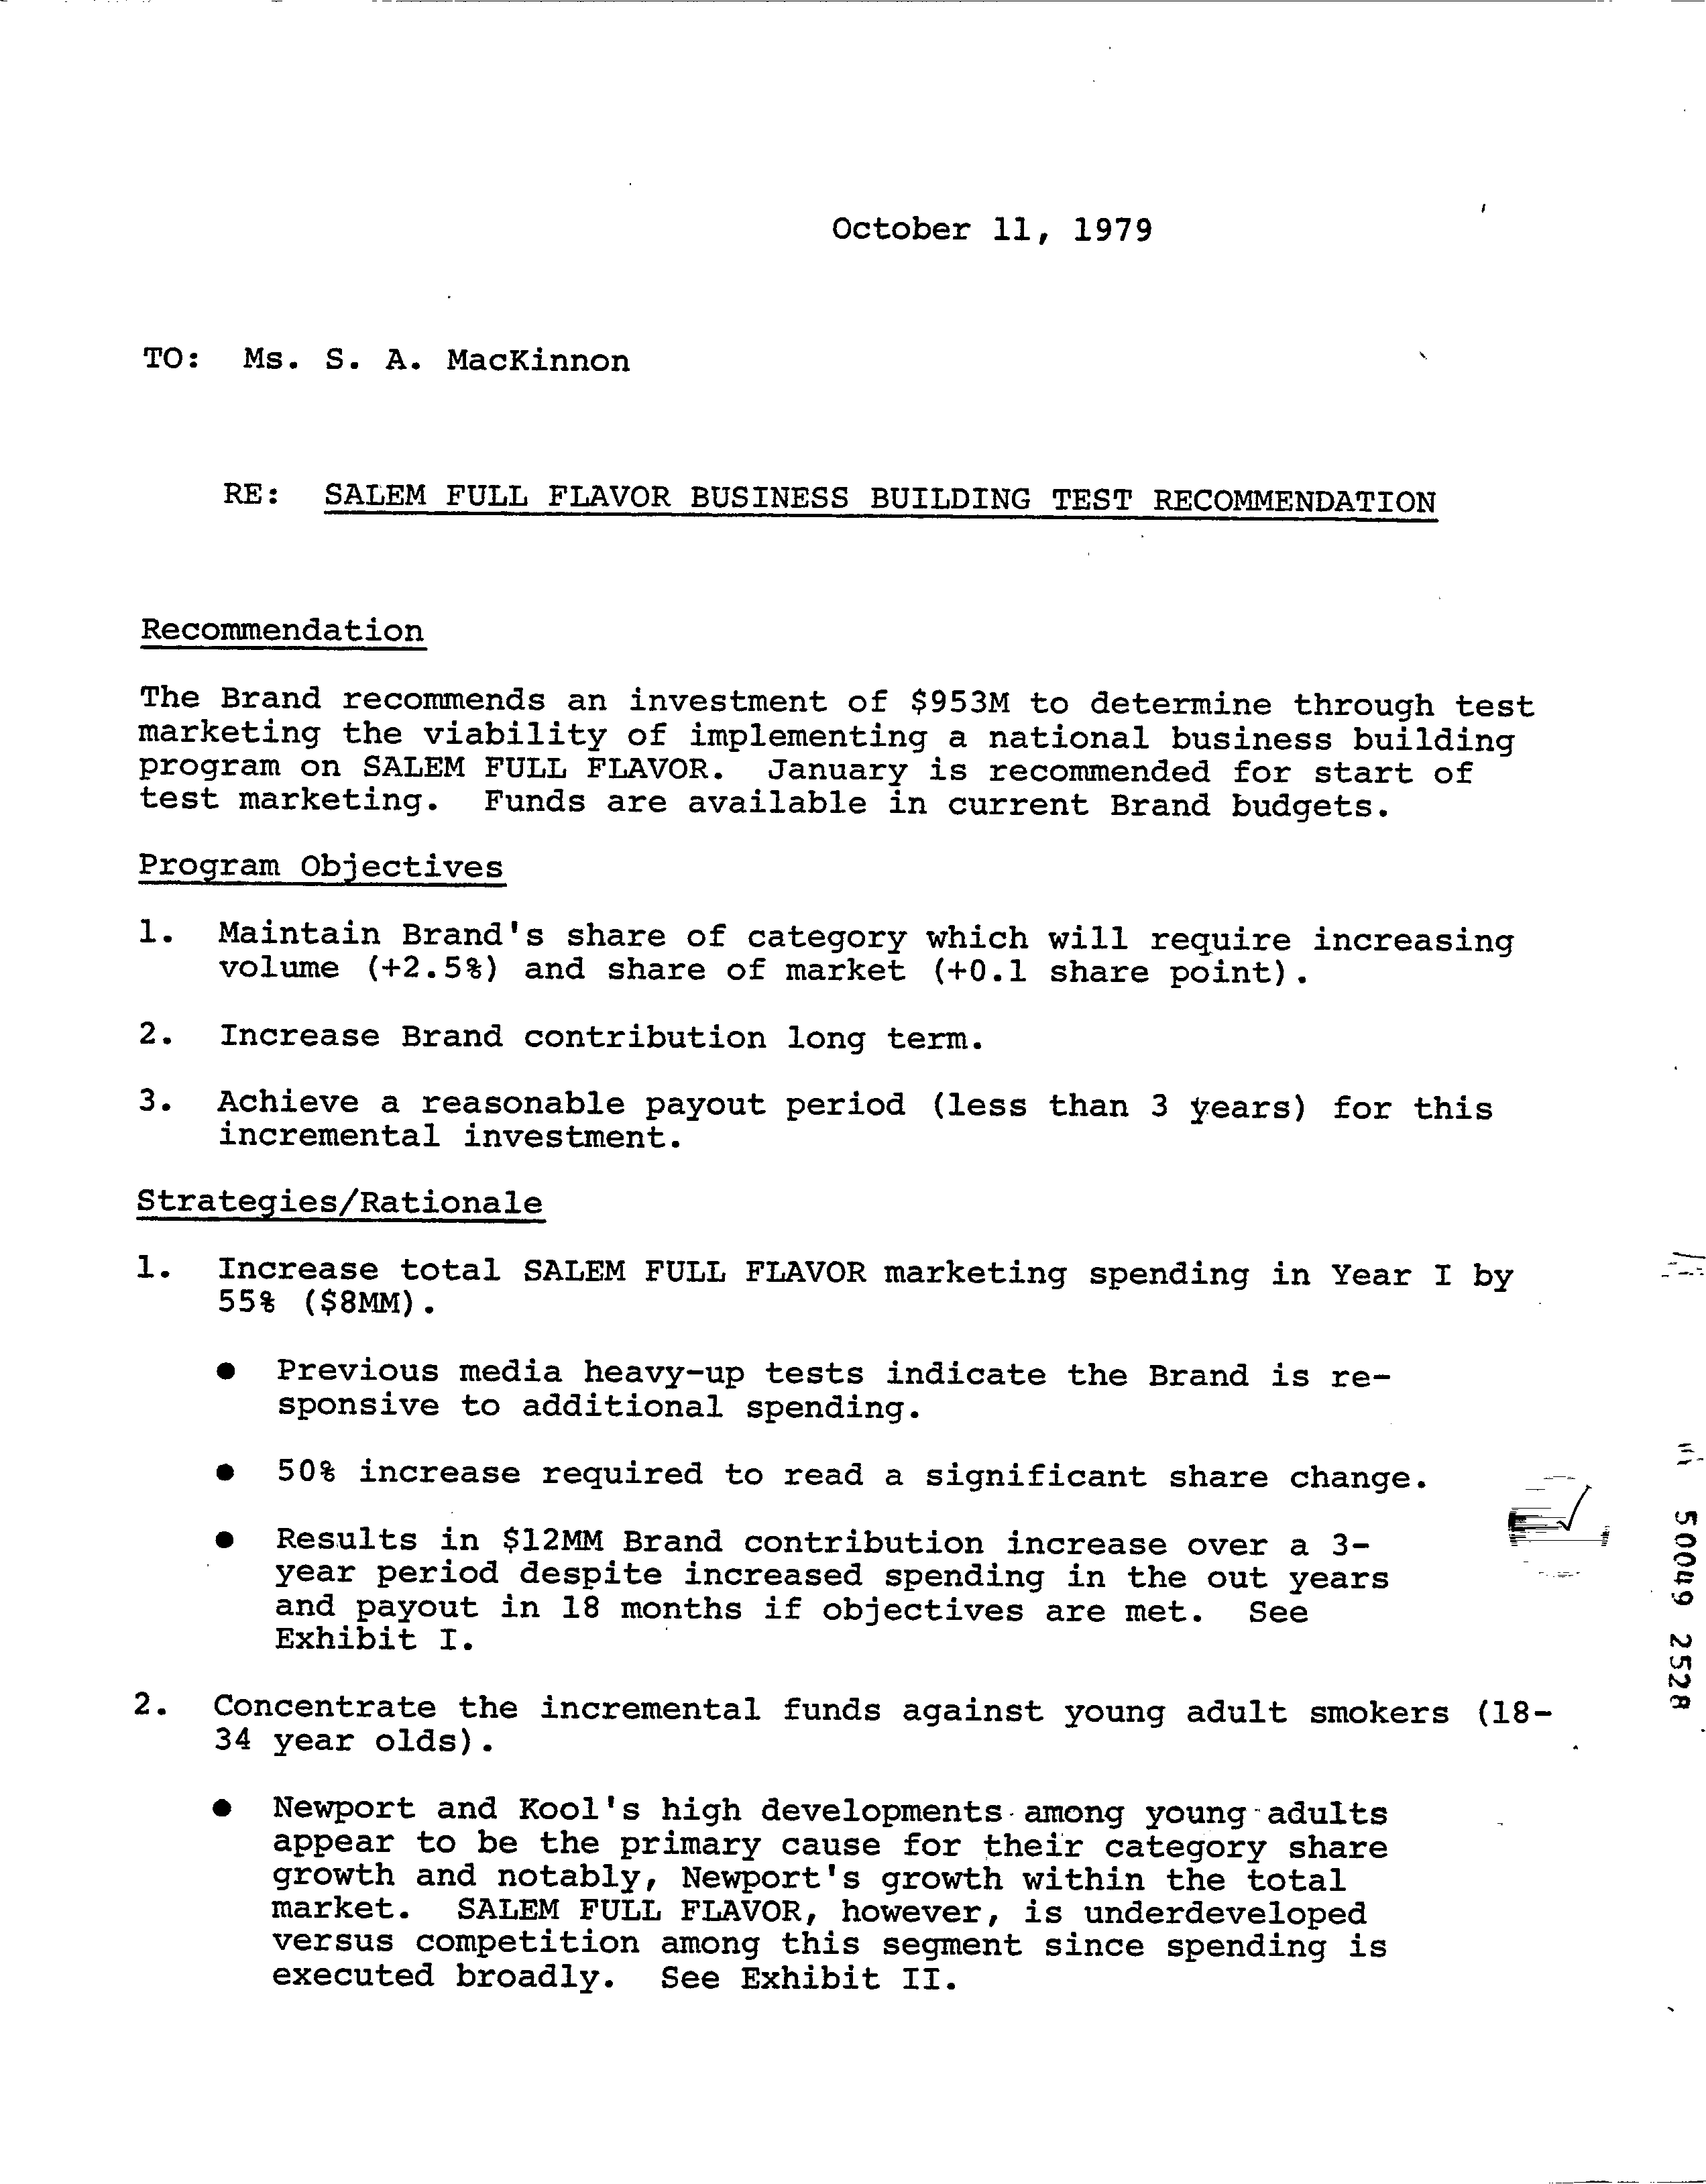 October 11, 1979
TO: Ms. S. A. MacKinnon
RE: SALEM FULL FLAVOR BUSINESS BUILDING TEST RECOMMENDATION
Recommendation
The Brand recommends an investment of $953M to determine through test
marketing the viability of implementing a national business building
program on SALEM FULL FLAVOR. January is recommended for start of
test marketing. Funds are available in current Brand budgets.
Program Objectives
1. Maintain Brand's share of category which will require increasing
volume (+2.5%) and share of market (+0.1 share point).
2. Increase Brand contribution long term.
3. Achieve a reasonable payout period (less than 3 years) for this
incremental investment.
Strategies/Rationale
1. Increase total SALEM FULL FLAVOR marketing spending in Year I by
55% ($8MM).
● Previous media heavy-up tests indicate the Brand is re-
sponsive to additional spending.
● 50% increase required to read a significant share change.
● Results in $12MM Brand contribution increase over a 3-
year period despite increased spending in the out years
and payout in 18 months if objectives are met. See
Exhibit I.
2. Concentrate the incremental funds against young adult smokers (18-
34 year olds).
● Newport and Kool's high developments among young adults
appear to be the primary cause for their category share
growth and notably, Newport's growth within the total
market. SALEM FULL FLAVOR, however, is underdeveloped
versus competition among this segment since spending is
executed broadly. See Exhibit II.
50049 2528